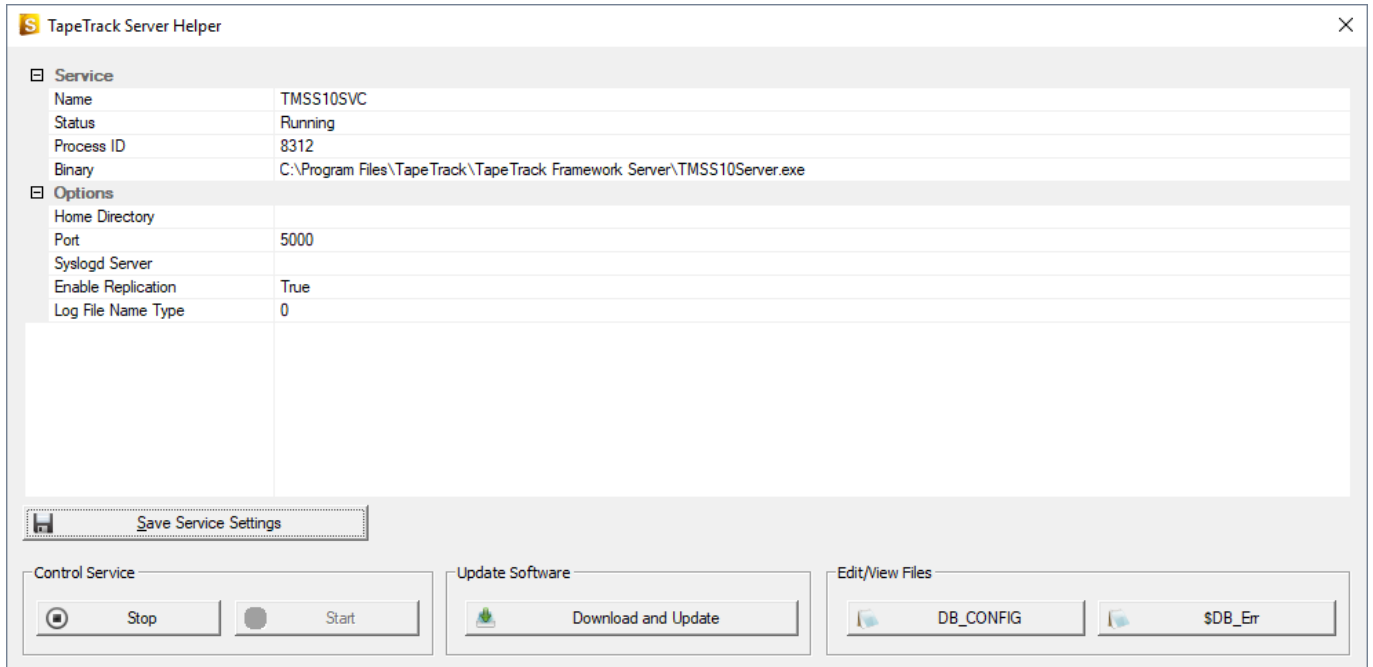 S TapeTrack Server Helper
Service
Name TMSS10SVC
Status Running
Process ID 8312
Binary C:\Program Files\TapeTrack\TapeTrack Framework Server\TMSS10Server.exe
Options
Home Directory
Port 5000
Syslogd Server
Enable Replication True
Log File Name Type 0
Save Service Settings
Control Service Update Software Edit/View Files
Stop Start Download and Update DB_CONFIG $DB_Err